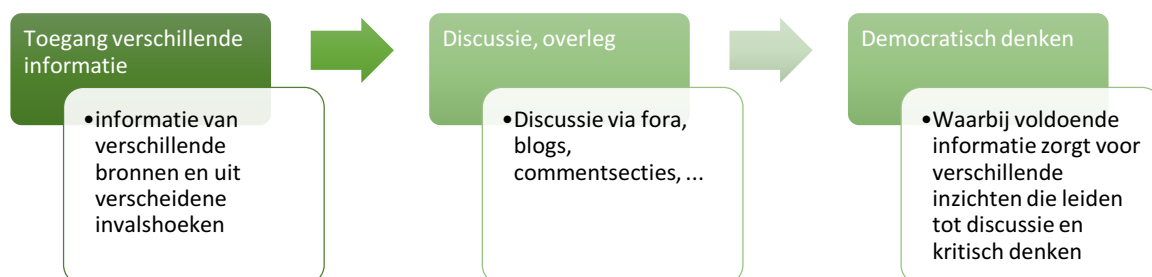 Toegang verschillende
informatie
•informatie van
verschillende
bronnen en uit
verscheidene
invalshoeken
Discussie, overleg
•Discussie via fora,
blogs,
commentsecties, ...
Democratisch denken
•Waarbij voldoende
informatie zorgt voor
verschillende
inzichten die leiden
tot discussie en
kritisch denken